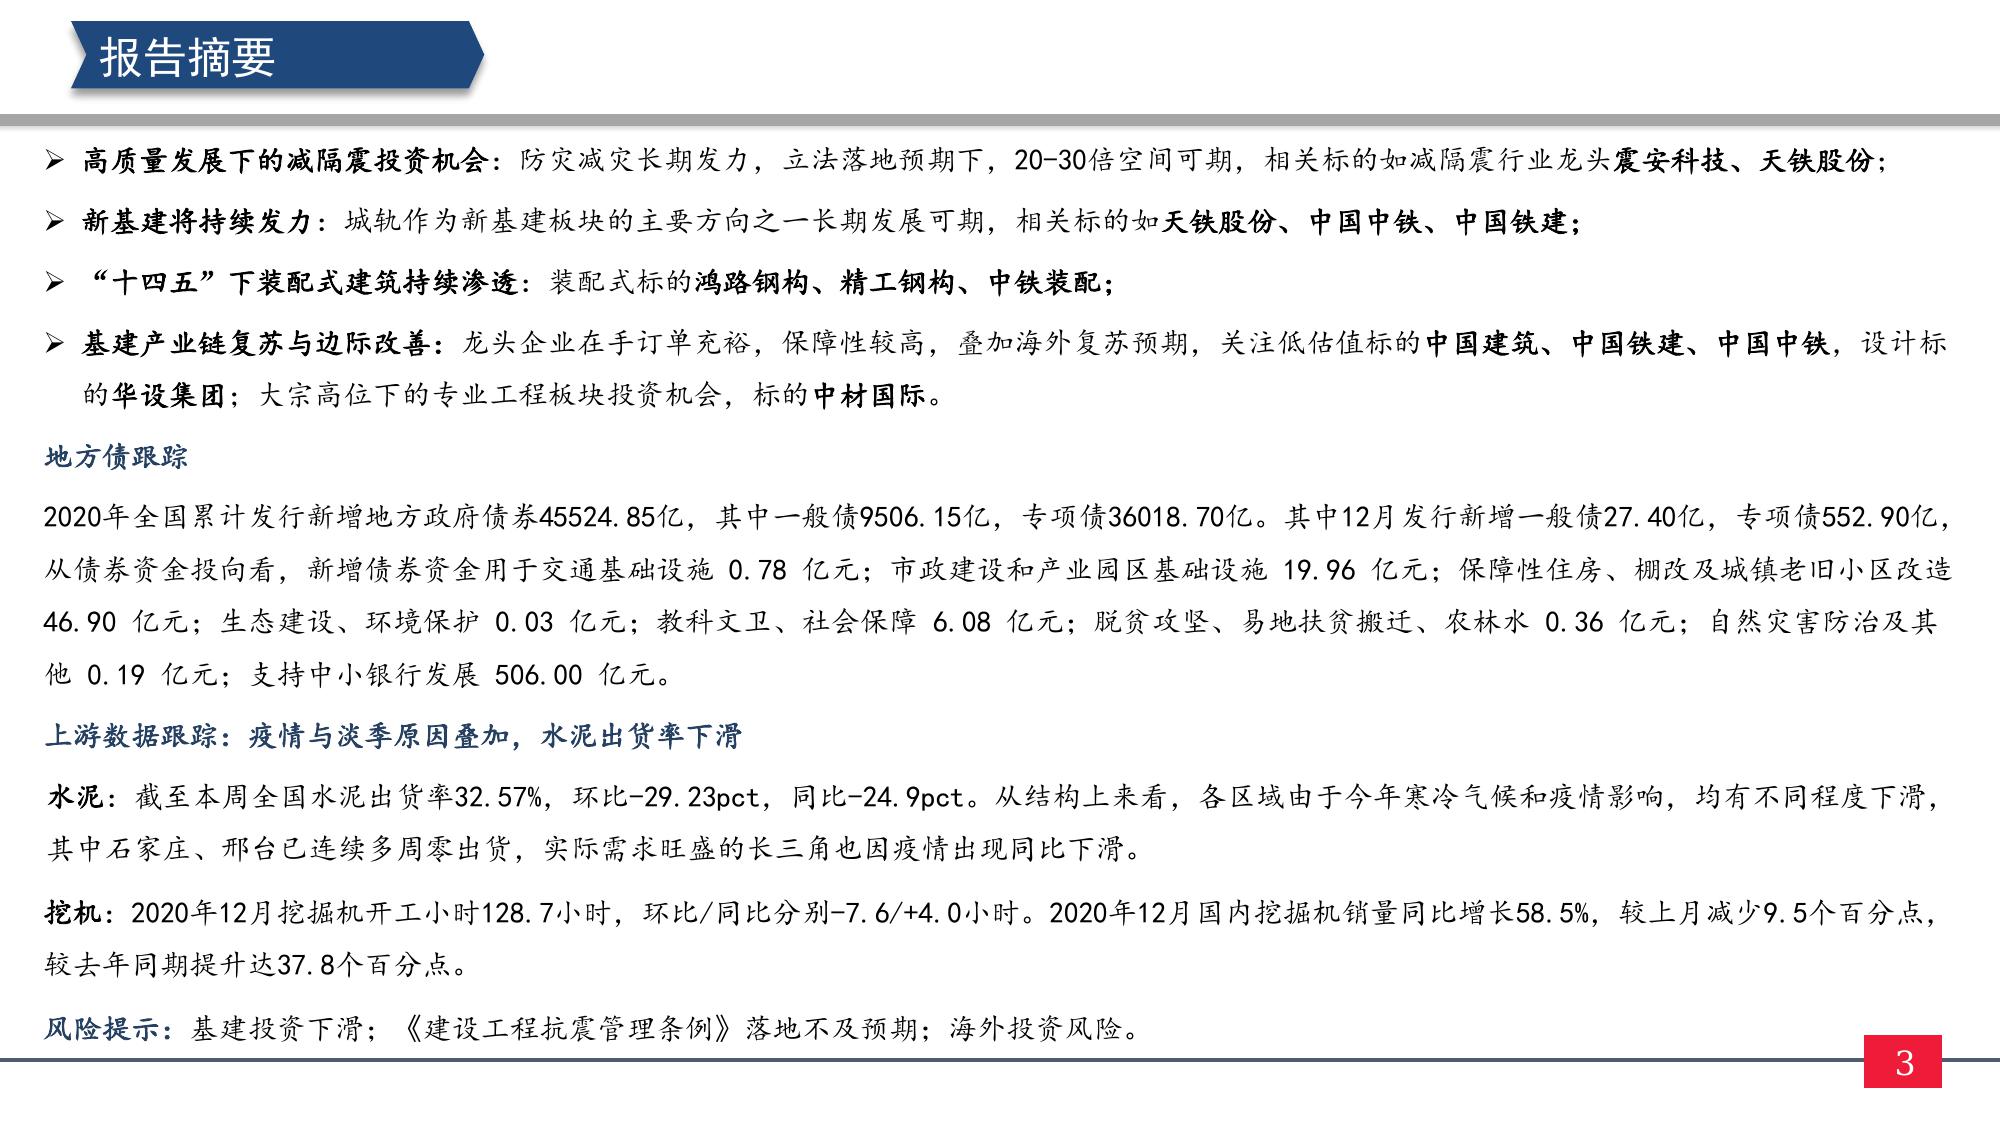 报告摘要
➢ 高质量发展下的减隔震投资机会：防灾减灾长期发力，立法落地预期下，20-30倍空间可期，相关标的如减隔震行业龙头震安科技、天铁股份；
➢ 新基建将持续发力：城轨作为新基建板块的主要方向之一长期发展可期，相关标的如天铁股份、中国中铁、中国铁建；
➢ “十四五”下装配式建筑持续渗透：装配式标的鸿路钢构、精工钢构、中铁装配；
➢ 基建产业链复苏与边际改善：龙头企业在手订单充裕，保障性较高，叠加海外复苏预期，关注低估值标的中国建筑、中国铁建、中国中铁，设计标
的华设集团；大宗高位下的专业工程板块投资机会，标的中材国际。
地方债跟踪
2020年全国累计发行新增地方政府债券45524.85亿，其中一般债9506.15亿，专项债36018.70亿。其中12月发行新增一般债27.40亿，专项债552.90亿，
从债券资金投向看，新增债券资金用于交通基础设施 0.78 亿元；市政建设和产业园区基础设施 19.96 亿元；保障性住房、棚改及城镇老旧小区改造
46.90 亿元；生态建设、环境保护 0.03 亿元；教科文卫、社会保障 6.08 亿元；脱贫攻坚、易地扶贫搬迁、农林水 0.36 亿元；自然灾害防治及其
他 0.19 亿元；支持中小银行发展 506.00 亿元。
上游数据跟踪：疫情与淡季原因叠加，水泥出货率下滑
水泥：截至本周全国水泥出货率32.57%，环比-29.23pct，同比-24.9pct。从结构上来看，各区域由于今年寒冷气候和疫情影响，均有不同程度下滑，
其中石家庄、邢台已连续多周零出货，实际需求旺盛的长三角也因疫情出现同比下滑。
挖机：2020年12月挖掘机开工小时128.7小时，环比/同比分别-7.6/+4.0小时。2020年12月国内挖掘机销量同比增长58.5%，较上月减少9.5个百分点，
较去年同期提升达37.8个百分点。
风险提示：基建投资下滑；《建设工程抗震管理条例》落地不及预期；海外投资风险。
3